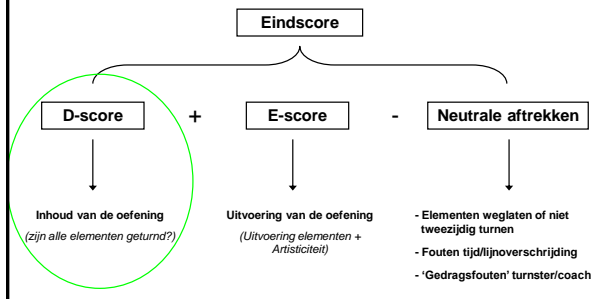 Eindscore
D-score + E-score - Neutrale aftrekken
Inhoud van de oefening
(zijn alle elementen geturnd?)
Uitvoering van de oefening
(Uitvoering elementen +
Artisticiteit)
- Elementen weglaten of niet
tweezijdig turnen
- Fouten tijd/lijnoverschrijding
- ‘Gedragsfouten’ turnster/coach